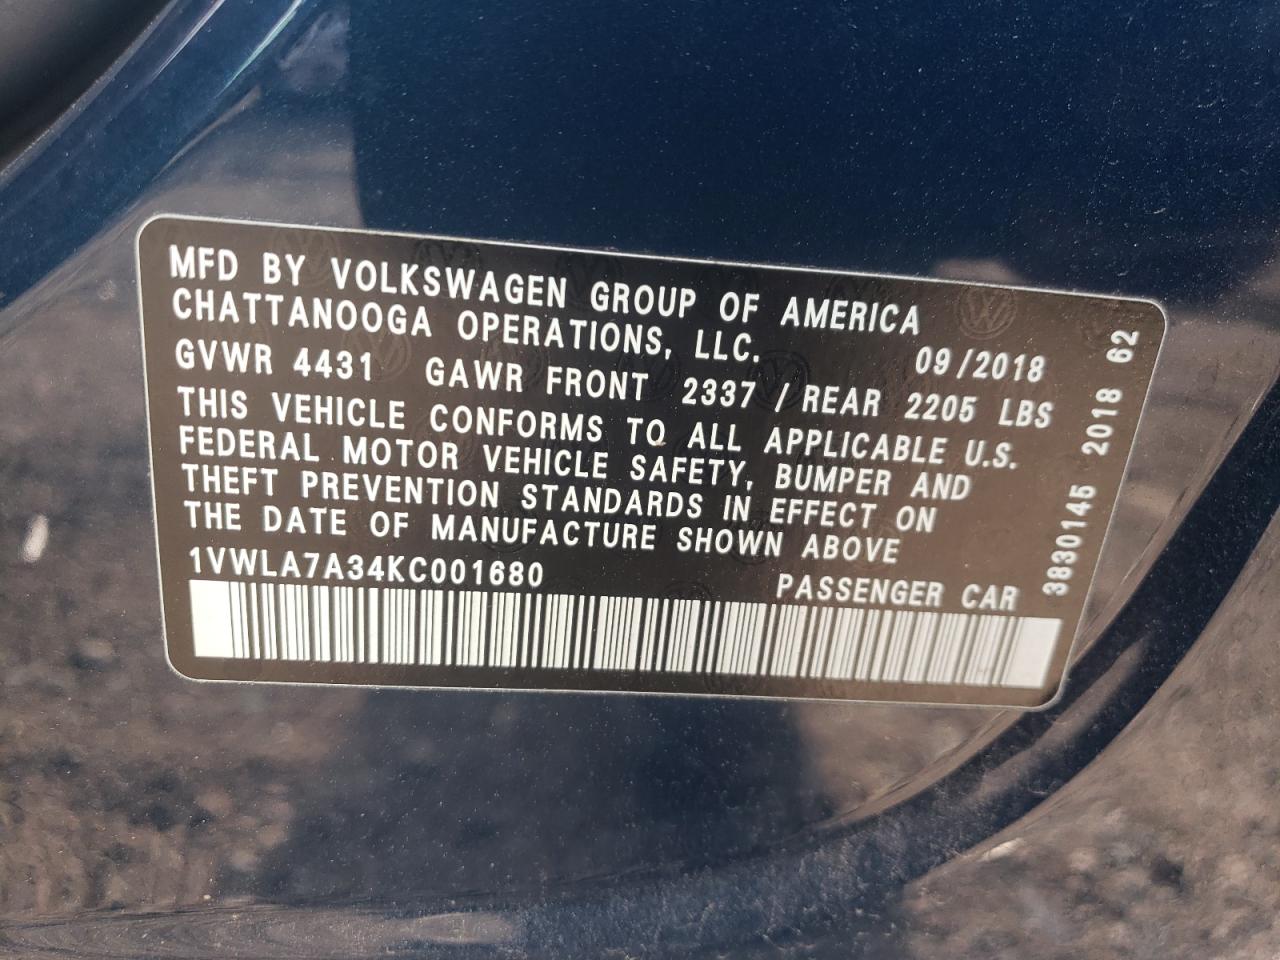 MFD BY VOLKSWAGEN GROUP OF AMERICA
CHATTANOOGA OPERATIONS, LLC.
09/2018
GVWR 4431 GAWR FRONT 2337 / REAR 2205 LBS
THIS VEHICLE CONFORMS TO ALL APPLICABLE U.S.
FEDERAL MOTOR VEHICLE SAFETY, BUMPER AND
THEFT PREVENTION STANDARDS IN EFFECT ON
THE DATE OF MANUFACTURE SHOWN ABOVE
1VWLA7A34KC001680 PASSENGER CAR
3830145 2018 62